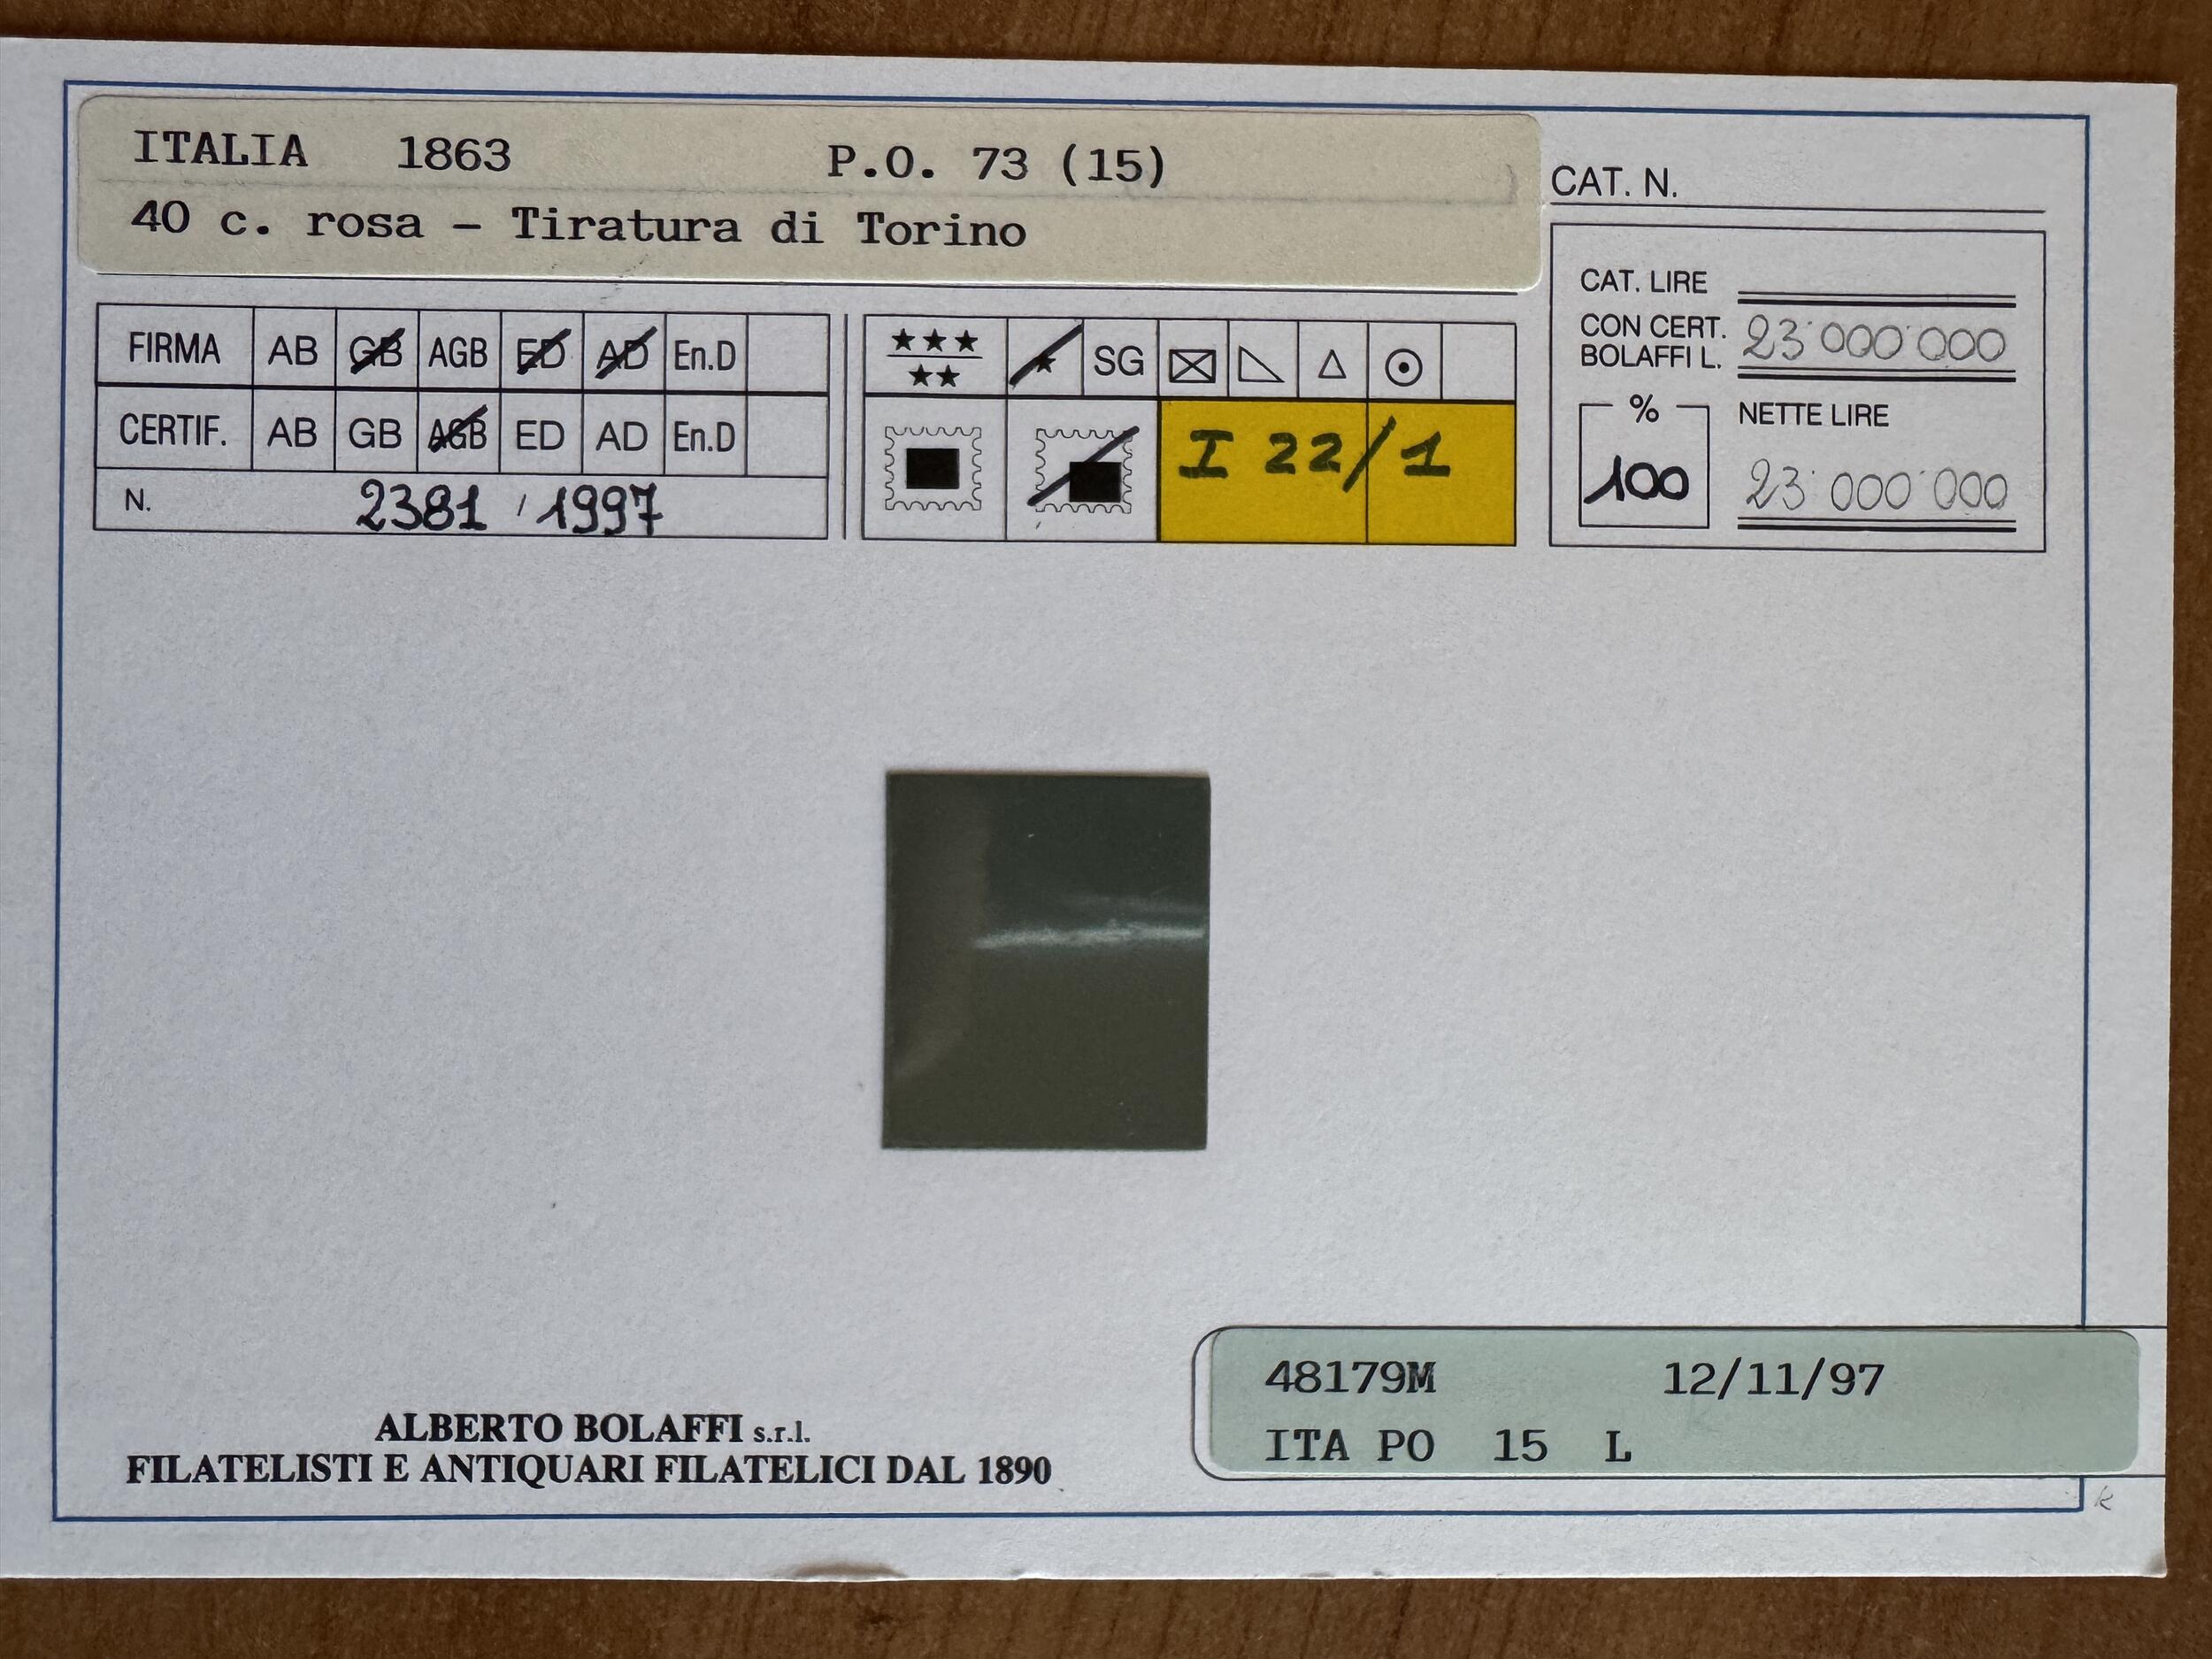 ITALIA 1863 P.O. 73 (15)
40 c. rosa - Tiratura di Torino
CAT. N.
FIRMA AB GB AGB ED AD En.D
CERTIF. AB GB AGB ED AD En.D
N. 2381 / 1997
★★★
★★
★ SG
I 22/1
CAT. LIRE
CON CERT.
BOLAFFI L. 23'000'000
% NETTE LIRE
100 23'000'000
48179M 12/11/97
ITA PO 15 L
ALBERTO BOLAFFI s.r.l.
FILATELISTI E ANTIQUARI FILATELICI DAL 1890
K